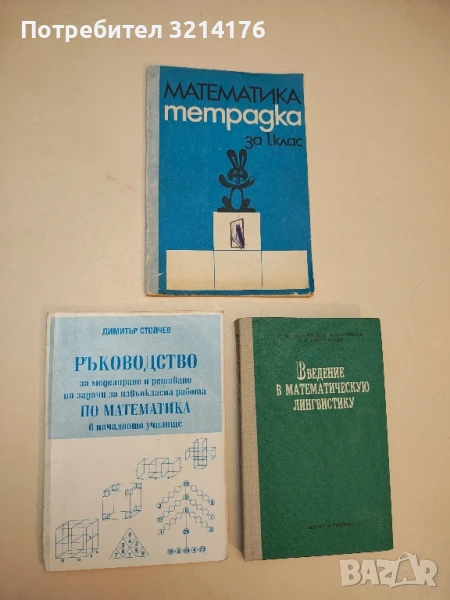 Потребител 3214176
МАТЕМАТИКА
тетрадка
за 1. клас
ДИМИТЪР СТОЙЧЕВ
РЪКОВОДСТВО
за моделиране и решаване
на задачи за извънкласна работа
ПО МАТЕМАТИКА
в началното училище
ВВЕДЕНИЕ
В МАТЕМАТИЧЕСКУЮ
ЛИНГВИСТИКУ
BAZAR